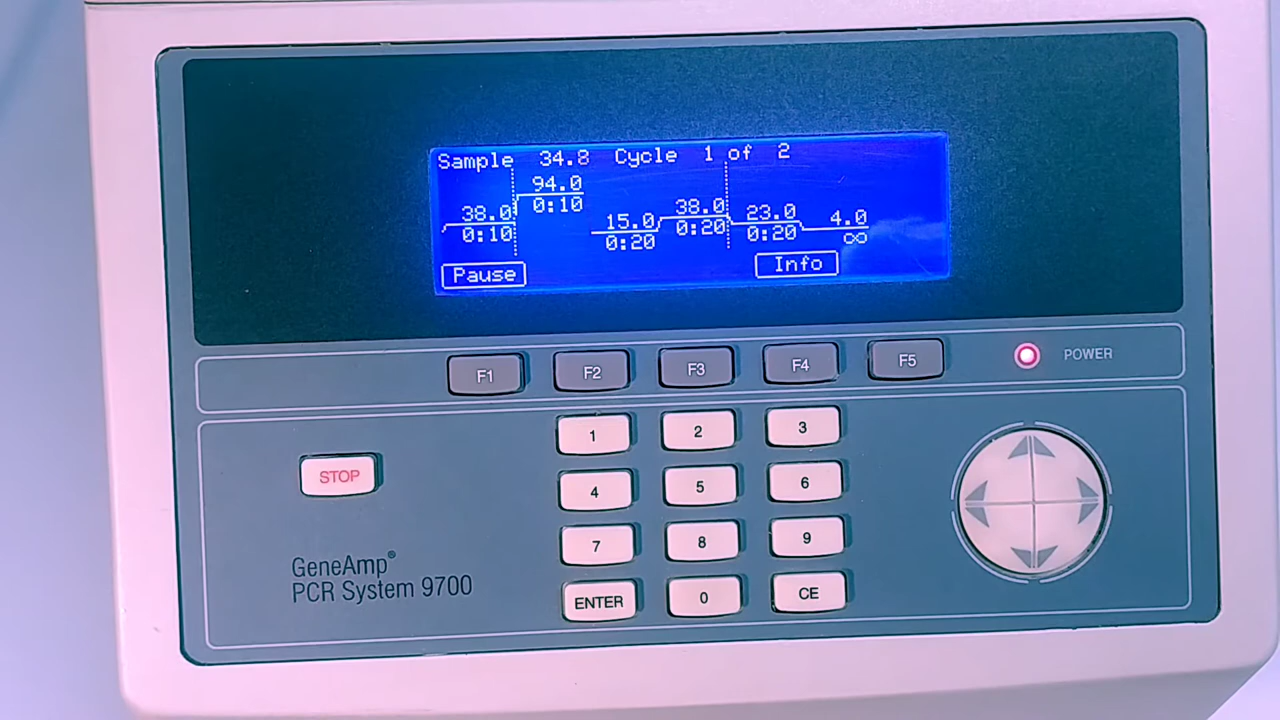 Sample 34.8 Cycle 1 of 2
94.0
0:10
38.0
0:10
15.0
0:20
38.0
0:20
23.0
0:20
4.0
∞
Pause Info
F1 F2 F3 F4 F5 POWER
1 2 3
STOP
4 5 6
7 8 9
ENTER 0 CE
GeneAmp®
PCR System 9700